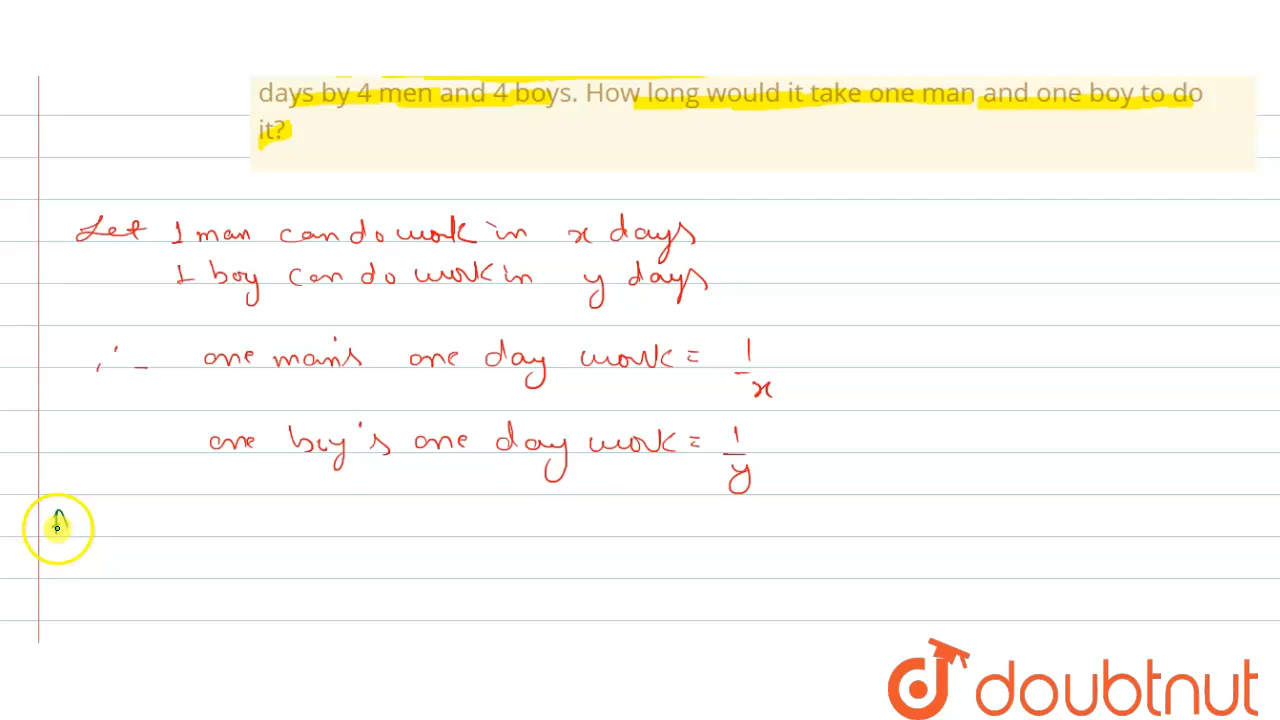 days by 4 men and 4 boys. How long would it take one man and one boy to do
it?
Let 1 man can do work in x days
1 boy can do work in y days
∴ one man's one day work = 1/x
one boy's one day work = 1/y
doubtnut